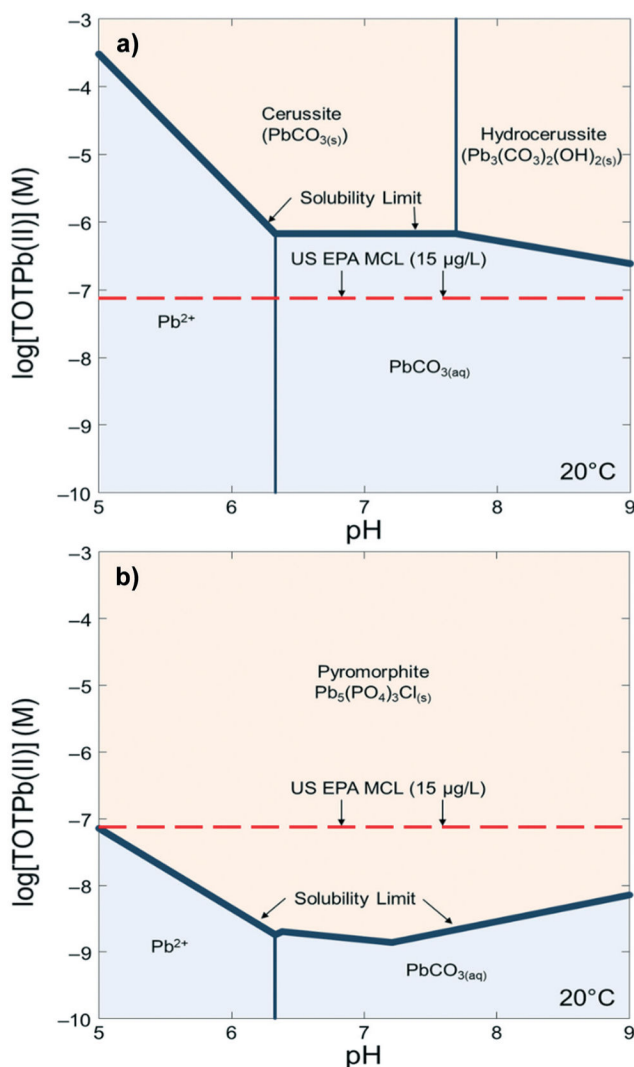 a)
log[TOTPb(II)] (M)
−3
−4
−5
−6
−7
−8
−9
−10
Cerussite
(PbCO₃₍ₛ₎)
Hydrocerussite
(Pb₃(CO₃)₂(OH)₂₍ₛ₎)
Solubility Limit
US EPA MCL (15 µg/L)
Pb²⁺
PbCO₃₍ₐq₎
20°C
5 6 7 8 9
pH
b)
log[TOTPb(II)] (M)
−3
−4
−5
−6
−7
−8
−9
−10
Pyromorphite
Pb₅(PO₄)₃Cl₍ₛ₎
US EPA MCL (15 µg/L)
Solubility Limit
Pb²⁺
PbCO₃₍ₐq₎
20°C
5 6 7 8 9
pH